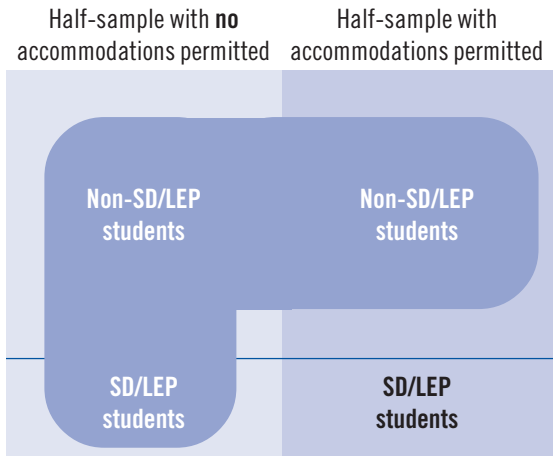 Half-sample with no
accommodations permitted
Half-sample with
accommodations permitted
Non-SD/LEP
students
Non-SD/LEP
students
SD/LEP
students
SD/LEP
students